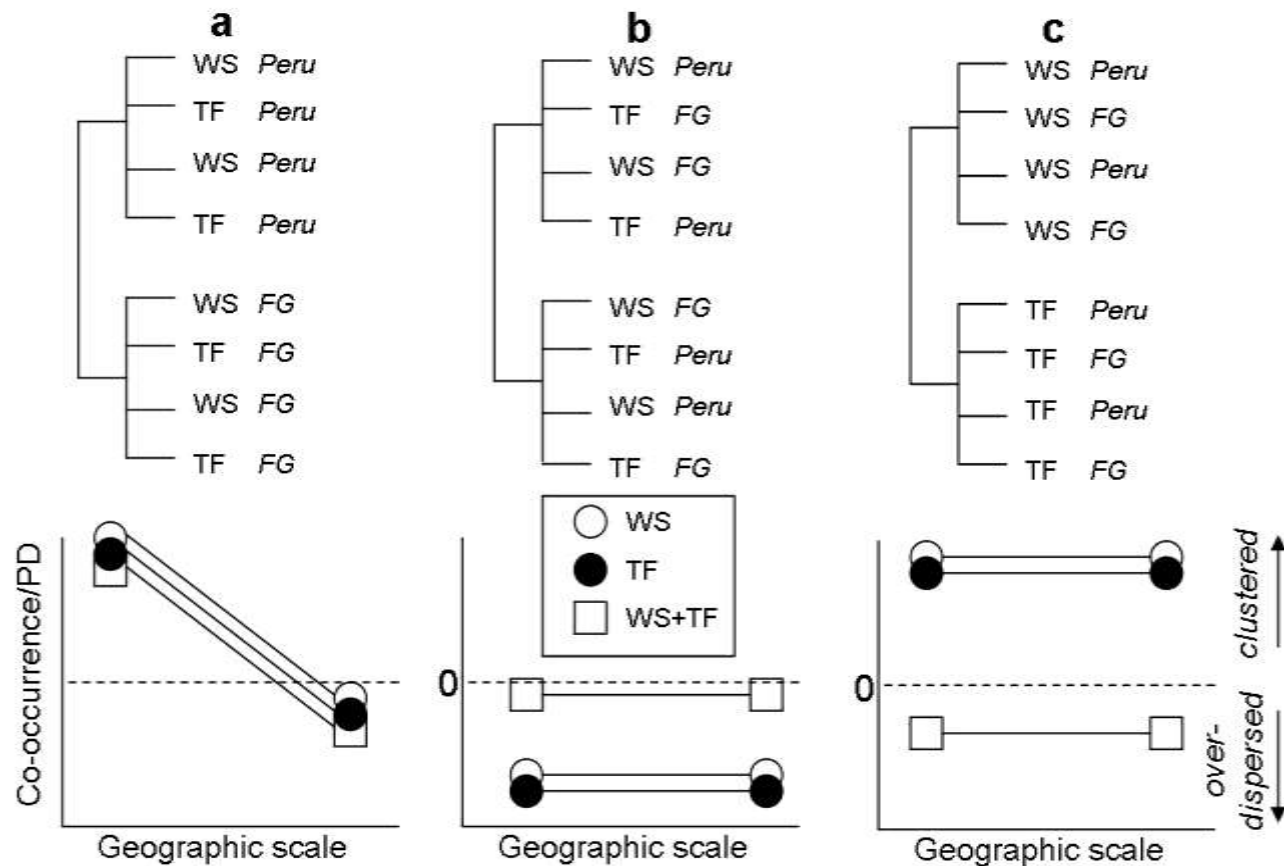 a
WS Peru
TF Peru
WS Peru
TF Peru
WS FG
TF FG
WS FG
TF FG
b
WS Peru
TF FG
WS FG
TF Peru
WS FG
TF Peru
WS Peru
TF FG
c
WS Peru
WS FG
WS Peru
WS FG
TF Peru
TF FG
TF Peru
TF FG
Co-occurrence/PD
Geographic scale
WS
TF
WS+TF
0
Geographic scale
0
Geographic scale
clustered
over-
dispersed